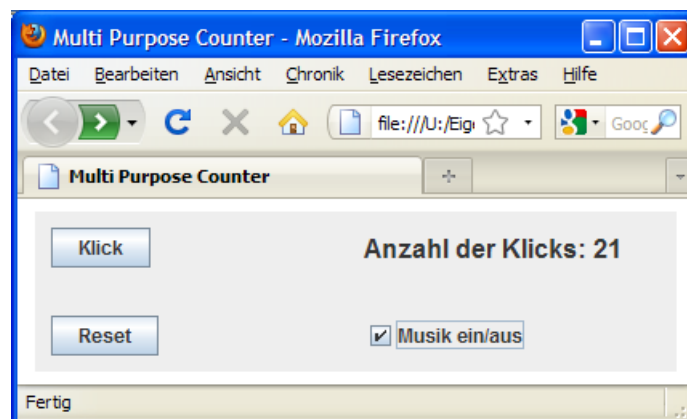 Multi Purpose Counter - Mozilla Firefox
Datei Bearbeiten Ansicht Chronik Lesezeichen Extras Hilfe
file:///U:/Eig Goog
Multi Purpose Counter
Klick Anzahl der Klicks: 21
Reset Musik ein/aus
Fertig